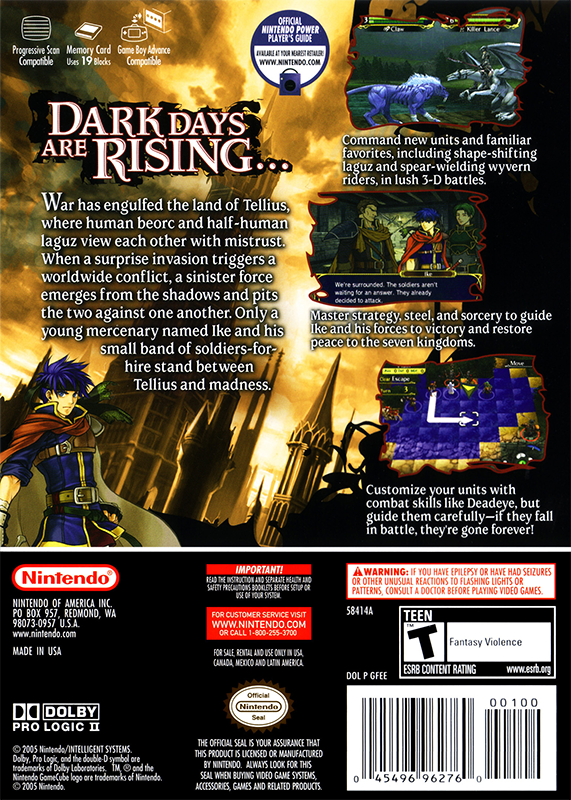 Progressive Scan
Compatible
Memory Card
Uses 19 Blocks
Game Boy Advance
Compatible
OFFICIAL
NINTENDO POWER
PLAYER'S GUIDE
AVAILABLE AT YOUR NEAREST RETAILER!
WWW.NINTENDO.COM
3
Claw
Killer Lance
DARK DAYS
ARE RISING...
Command new units and familiar
favorites, including shape-shifting
laguz and spear-wielding wyvern
riders, in lush 3-D battles.
War has engulfed the land of Tellius,
where human beorc and half-human
laguz view each other with mistrust.
When a surprise invasion triggers a
worldwide conflict, a sinister force
emerges from the shadows and pits
the two against one another. Only a
young mercenary named Ike and his
small band of soldiers-for-
hire stand between
Tellius and madness.
Ike
We're surrounded. The soldiers aren't
waiting for an answer. They already
decided to attack.
Master strategy, steel, and sorcery to guide
Ike and his forces to victory and restore
peace to the seven kingdoms.
Move
Clear Escape
Turn 3
Customize your units with
combat skills like Deadeye, but
guide them carefully—if they fall
in battle, they're gone forever!
Nintendo®
NINTENDO OF AMERICA INC.
PO BOX 957, REDMOND, WA
98073-0957 U.S.A.
www.nintendo.com
MADE IN USA
IMPORTANT!
READ THE INSTRUCTION AND SEPARATE HEALTH AND
SAFETY PRECAUTIONS BOOKLETS BEFORE SETUP OR
USE OF YOUR SYSTEM.
FOR CUSTOMER SERVICE VISIT
WWW.NINTENDO.COM
OR CALL 1-800-255-3700
FOR SALE, RENTAL AND USE ONLY IN USA,
CANADA, MEXICO AND LATIN AMERICA.
WARNING: IF YOU HAVE EPILEPSY OR HAVE HAD SEIZURES
OR OTHER UNUSUAL REACTIONS TO FLASHING LIGHTS OR
PATTERNS, CONSULT A DOCTOR BEFORE PLAYING VIDEO GAMES.
58414A
TEEN
T
Fantasy Violence
ESRB CONTENT RATING www.esrb.org
DOL P GFEE
DOLBY
PRO LOGIC II
Official
Nintendo
Seal
© 2005 Nintendo/INTELLIGENT SYSTEMS.
Dolby, Pro Logic, and the double-D symbol are
trademarks of Dolby Laboratories. TM, ® and the
Nintendo GameCube logo are trademarks of Nintendo.
© 2005 Nintendo.
THE OFFICIAL SEAL IS YOUR ASSURANCE THAT
THIS PRODUCT IS LICENSED OR MANUFACTURED
BY NINTENDO. ALWAYS LOOK FOR THIS
SEAL WHEN BUYING VIDEO GAME SYSTEMS,
ACCESSORIES, GAMES AND RELATED PRODUCTS.
00100
0 45496 96276 0